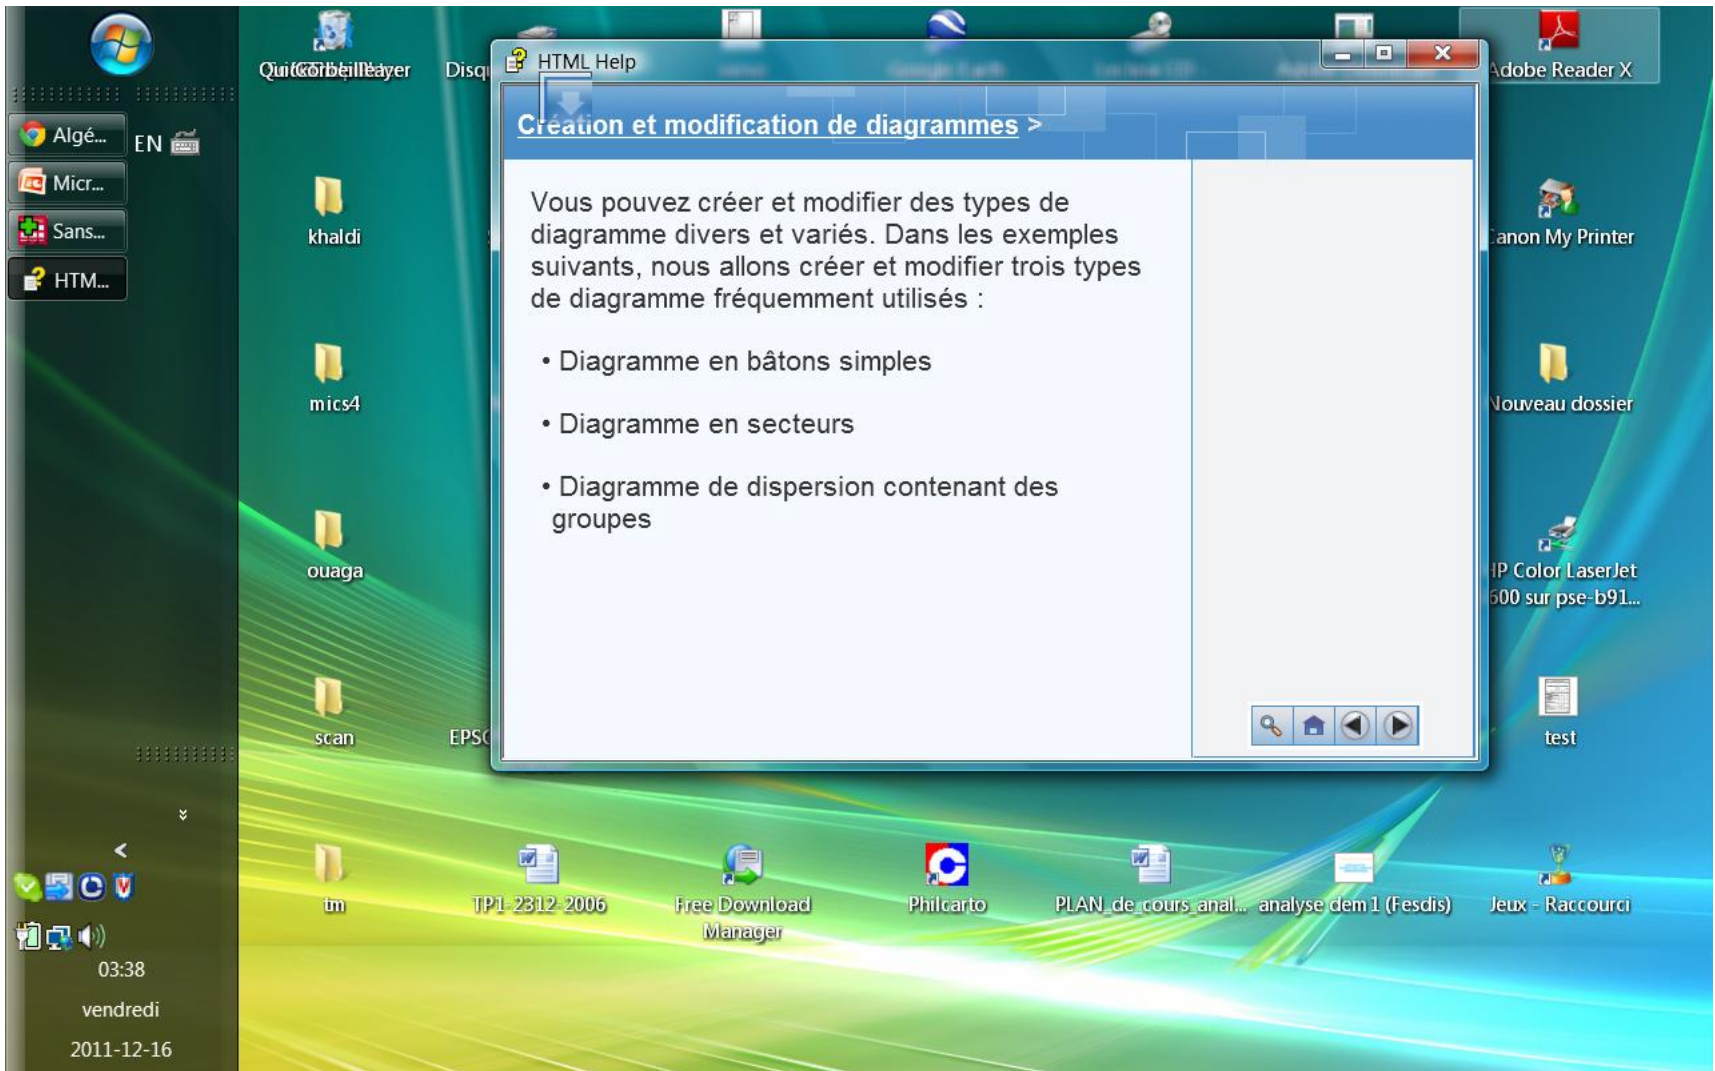 Adobe Reader X
HTML Help
Création et modification de diagrammes >
Algé...
EN
Micr...
Sans...
HTM...
Vous pouvez créer et modifier des types de
diagramme divers et variés. Dans les exemples
suivants, nous allons créer et modifier trois types
de diagramme fréquemment utilisés :
• Diagramme en bâtons simples
• Diagramme en secteurs
• Diagramme de dispersion contenant des
groupes
khaldi
Canon My Printer
mics4
Nouveau dossier
ouaga
HP Color LaserJet
600 sur pse-b91...
scan
EPSO
test
tm
TP1-2312-2006
Free Download
Manager
Philcarto
PLAN_de_cours_anal...
analyse dem 1 (Fesdis)
Jeux - Raccourci
03:38
vendredi
2011-12-16